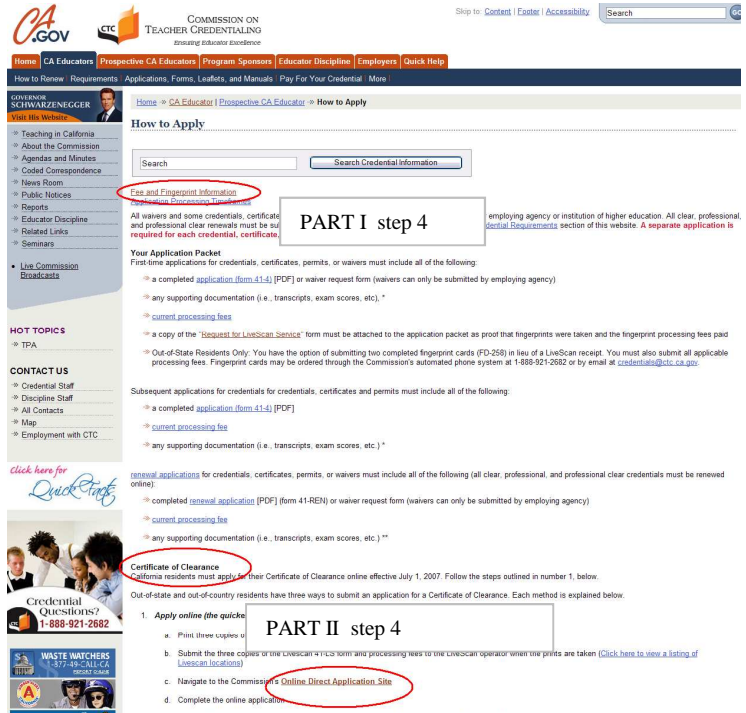 CA
.GOV
CTC
COMMISSION ON
TEACHER CREDENTIALING
Ensuring Educator Excellence
Skip to: Content | Footer | Accessibility
Search
Home CA Educators Prospective CA Educators Program Sponsors Educator Discipline Employers Quick Help
How to Renew | Requirements | Applications, Forms, Leaflets, and Manuals | Pay For Your Credential | More
GOVERNOR
SCHWARZENEGGER
Visit His Website
Teaching in California
About the Commission
Agendas and Minutes
Coded Correspondence
News Room
Public Notices
Reports
Educator Discipline
Related Links
Seminars
Live Commission
Broadcasts
HOT TOPICS
TPA
CONTACT US
Credential Staff
Discipline Staff
All Contacts
Map
Employment with CTC
Click here for
Quick Facts
Credential
Questions?
CTC 1-888-921-2682
WASTE WATCHERS
1-877-49-CALL-CA
Home » CA Educator | Prospective CA Educator » How to Apply
How to Apply
Search Search Credential Information
Fee and Fingerprint Information
Application Processing Timeframes
PART I step 4
All waivers and some credentials, certificate employing agency or institution of higher education. All clear, professional,
and professional clear renewals must be su dential Requirements section of this website. A separate application is
required for each credential, certificate,
Your Application Packet
First-time applications for credentials, certificates, permits, or waivers must include all of the following:
a completed application (form 41-4) [PDF] or waiver request form (waivers can only be submitted by employing agency)
any supporting documentation (i.e., transcripts, exam scores, etc), *
current processing fees
a copy of the "Request for LiveScan Service" form must be attached to the application packet as proof that fingerprints were taken and the fingerprint processing fees paid
Out-of-State Residents Only: You have the option of submitting two completed fingerprint cards (FD-258) in lieu of a LiveScan receipt. You must also submit all applicable
processing fees. Fingerprint cards may be ordered through the Commission's automated phone system at 1-888-921-2682 or by email at credentials@ctc.ca.gov.
Subsequent applications for credentials for credentials, certificates and permits must include all of the following:
a completed application (form 41-4) [PDF]
current processing fee
any supporting documentation (i.e., transcripts, exam scores, etc.) *
renewal applications for credentials, certificates, permits, or waivers must include all of the following (all clear, professional, and professional clear credentials must be renewed
online):
completed renewal application [PDF] (form 41-REN) or waiver request form (waivers can only be submitted by employing agency)
current processing fee
any supporting documentation (i.e., transcripts, exam scores, etc.) **
Certificate of Clearance
California residents must apply for their Certificate of Clearance online effective July 1, 2007. Follow the steps outlined in number 1, below.
Out-of-state and out-of-country residents have three ways to submit an application for a Certificate of Clearance. Each method is explained below.
1. Apply online (the quicke
PART II step 4
a. Print three copies o
b. Submit the three copies of the Livescan 41-LS form and processing fees to the LiveScan operator when the prints are taken (Click here to view a listing of
Livescan locations)
c. Navigate to the Commission's Online Direct Application Site
d. Complete the online application